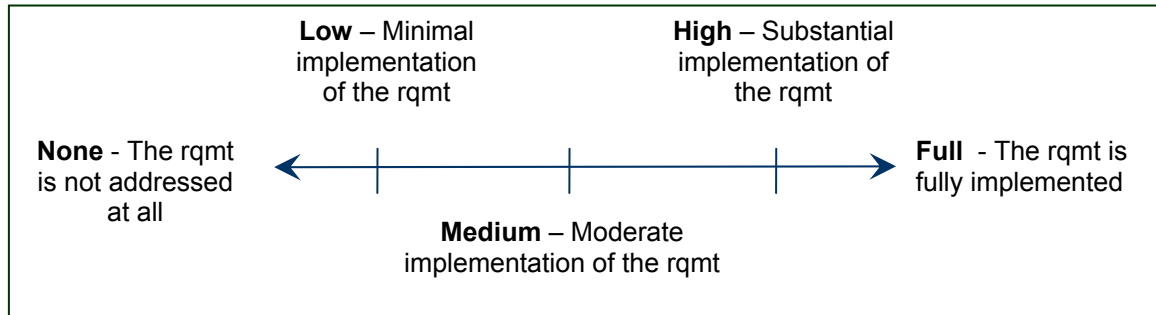 Low – Minimal
implementation
of the rqmt
High – Substantial
implementation of
the rqmt
None - The rqmt
is not addressed
at all
Full - The rqmt is
fully implemented
Medium – Moderate
implementation of the rqmt